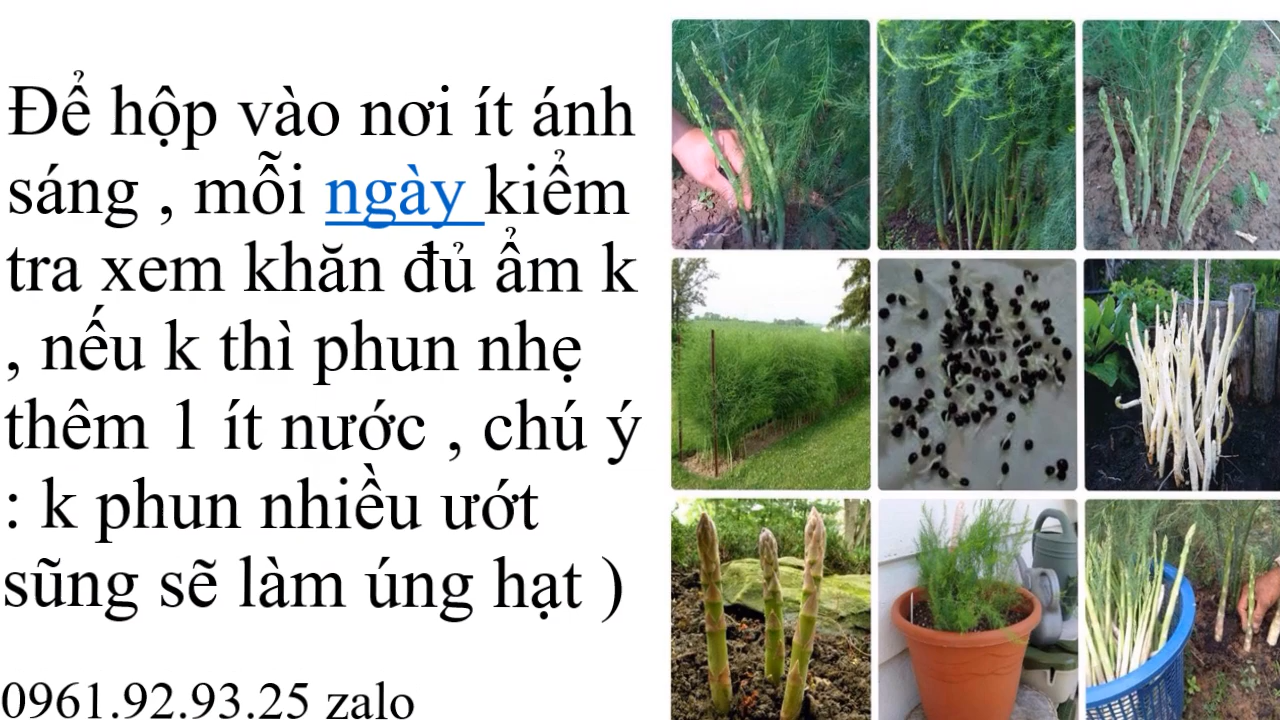 Để hộp vào nơi ít ánh
sáng , mỗi ngày kiểm
tra xem khăn đủ ẩm k
, nếu k thì phun nhẹ
thêm 1 ít nước , chú ý
: k phun nhiều ướt
sũng sẽ làm úng hạt )
0961.92.93.25 zalo